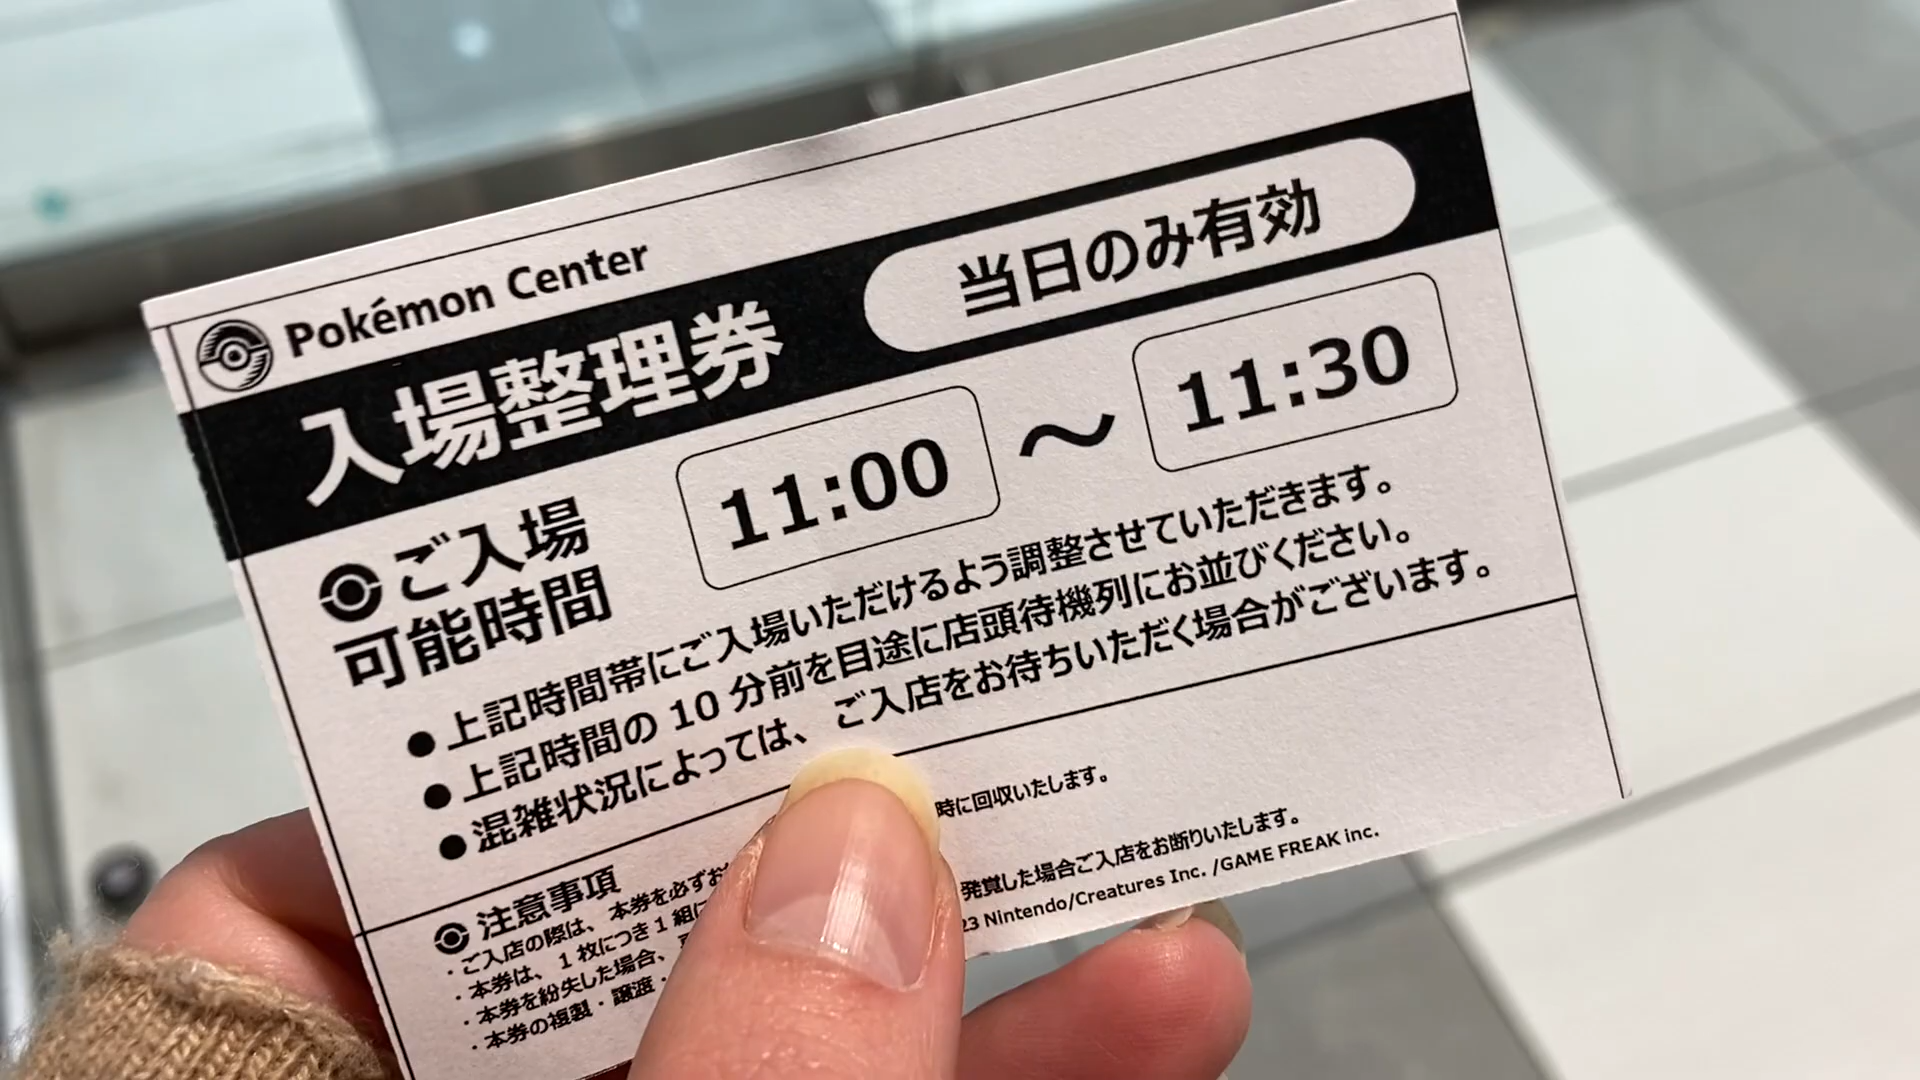 Pokémon Center
入場整理券 当日のみ有効
ご入場
可能時間
11:00 〜 11:30
●上記時間帯にご入場いただけるよう調整させていただきます。
●上記時間の10分前を目途に店頭待機列にお並びください。
●混雑状況によっては、ご入店をお待ちいただく場合がございます。
注意事項
・ご入店の際は、本券を必ずお
時に回収いたします。
・本券は、1枚につき1組
・本券を紛失した場合、
・本券の複製・譲渡・
発覚した場合ご入店をお断りいたします。
23 Nintendo/Creatures Inc. /GAME FREAK inc.